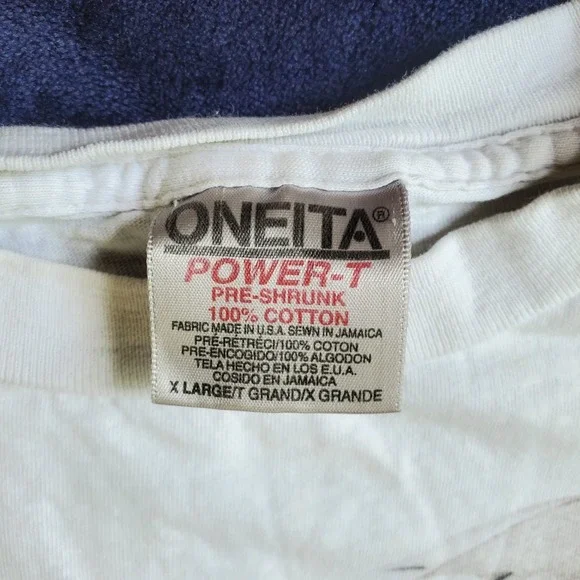 ONEITA®
POWER-T
PRE-SHRUNK
100% COTTON
FABRIC MADE IN U.S.A. SEWN IN JAMAICA
PRÉ-RÉTRÉCI/100% COTON
PRE-ENCOGIDO/100% ALGODON
TELA HECHO EN LOS E.U.A.
COSIDO EN JAMAICA
X LARGE/T GRAND/X GRANDE